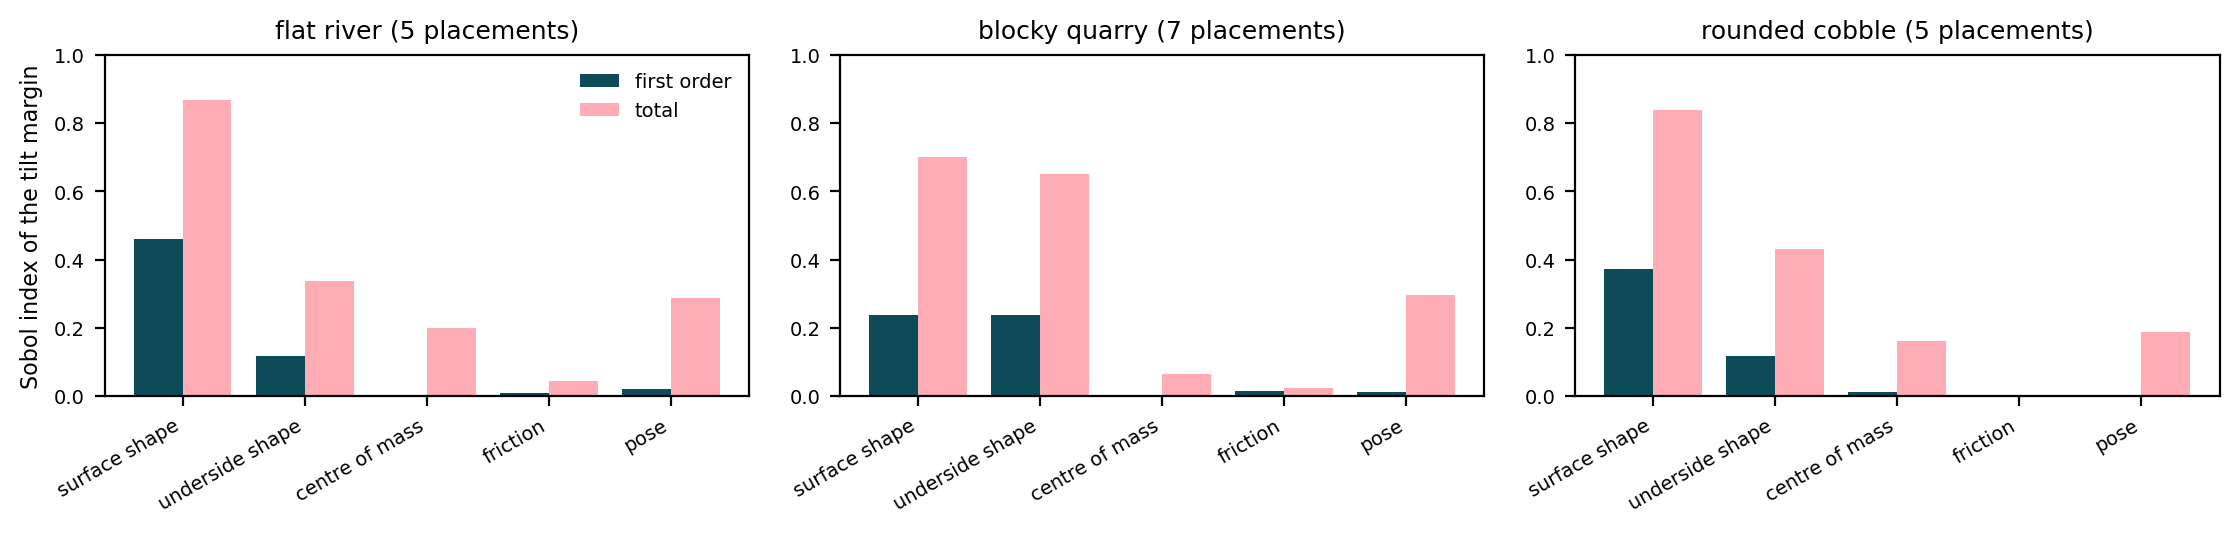 flat river (5 placements)
blocky quarry (7 placements)
rounded cobble (5 placements)
Sobol index of the tilt margin
1.0
0.8
0.6
0.4
0.2
0.0
first order
total
surface shape
underside shape
centre of mass
friction
pose
1.0
0.8
0.6
0.4
0.2
0.0
surface shape
underside shape
centre of mass
friction
pose
1.0
0.8
0.6
0.4
0.2
0.0
surface shape
underside shape
centre of mass
friction
pose